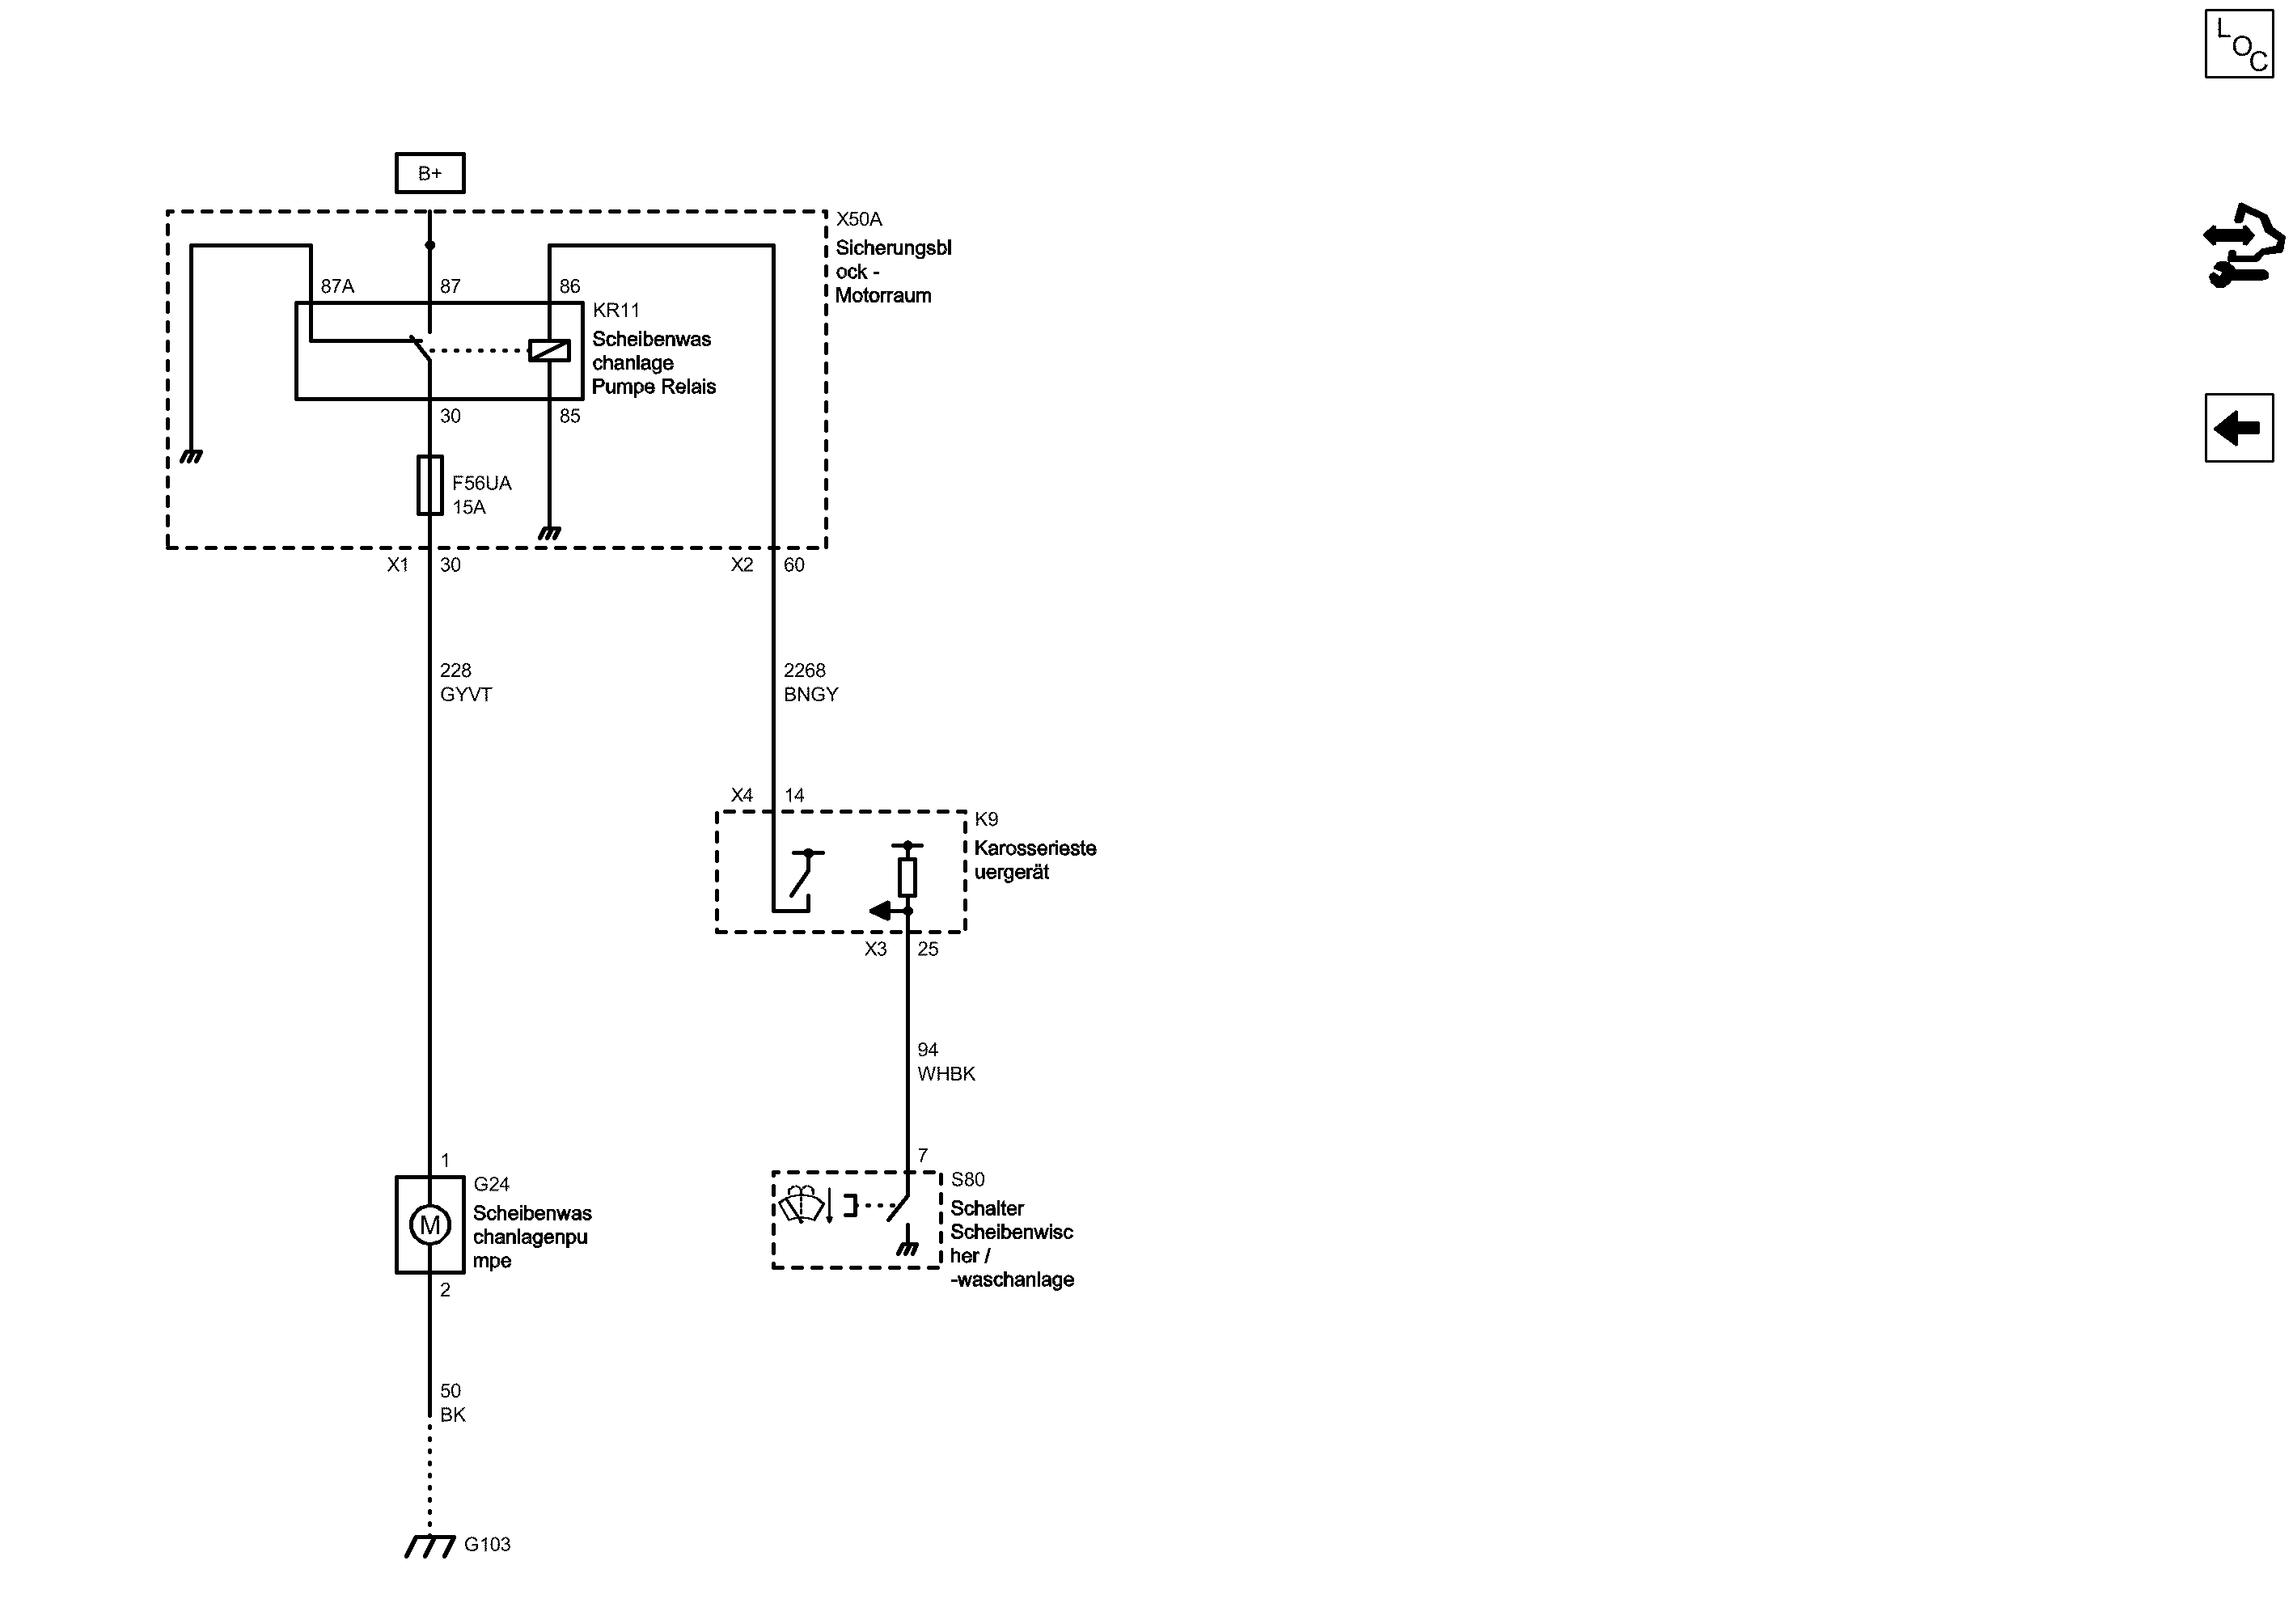 LOC
B+
X50A
Sicherungsbl
ock -
Motorraum
87A
87
86
KR11
Scheibenwas
chanlage
Pumpe Relais
30
85
F56UA
15A
X1
30
X2
60
228
GYVT
2268
BNGY
X4
14
K9
Karosserieste
uergerät
X3
25
94
WHBK
1
7
G24
Scheibenwas
chanlagenpu
mpe
M
S80
Schalter
Scheibenwisc
her /
-waschanlage
2
50
BK
G103